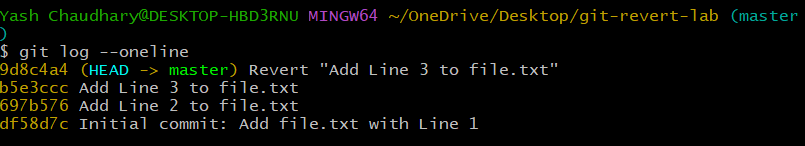 Yash Chaudhary@DESKTOP-HBD3RNU MINGW64 ~/OneDrive/Desktop/git-revert-lab (master
)
$ git log --oneline
9d8c4a4 (HEAD -> master) Revert "Add Line 3 to file.txt"
b5e3ccc Add Line 3 to file.txt
697b576 Add Line 2 to file.txt
df58d7c Initial commit: Add file.txt with Line 1